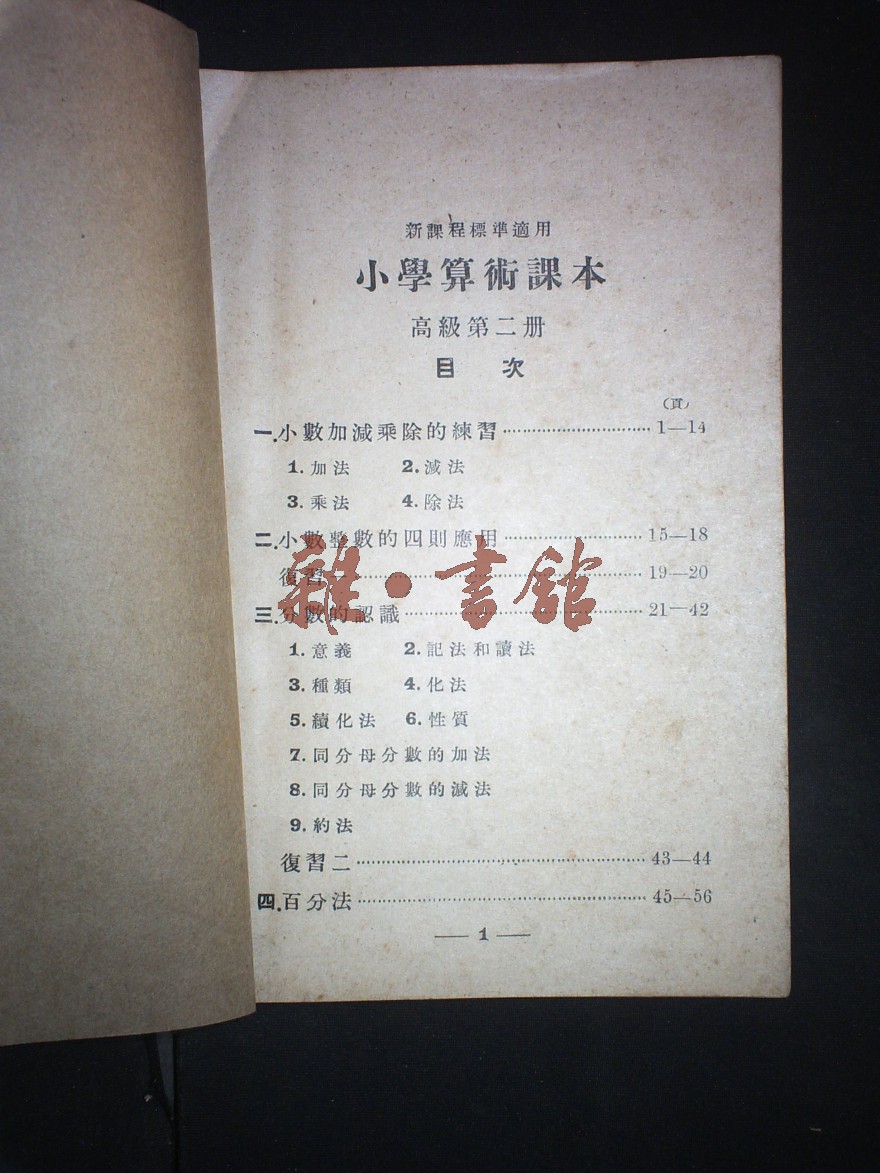 新課程標準適用
小學算術課本
高級第二册
目 次
(頁)
一.小數加減乘除的練習……1—14
1.加法 2.減法
3.乘法 4.除法
二.小數整數的四則應用……15—18
復習一……19—20
三.分數的認識……21—42
1.意義 2.記法和讀法
3.種類 4.化法
5.續化法 6.性質
7.同分母分數的加法
8.同分母分數的減法
9.約法
復習二……43—44
四.百分法……45—56
— 1 —
雜·書館